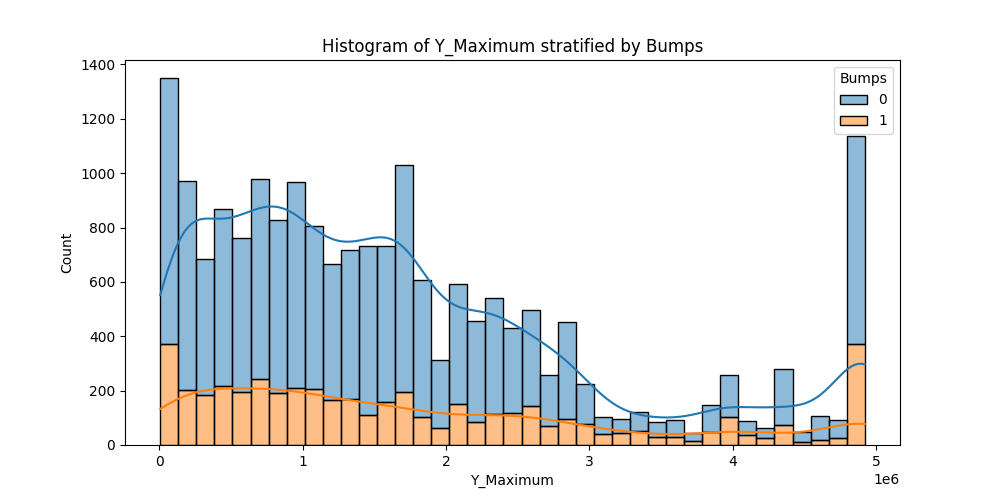 Histogram of Y_Maximum stratified by Bumps
Bumps
0
1
1400
1200
1000
800
600
400
200
0
Count
0 1 2 3 4 5
1e6
Y_Maximum